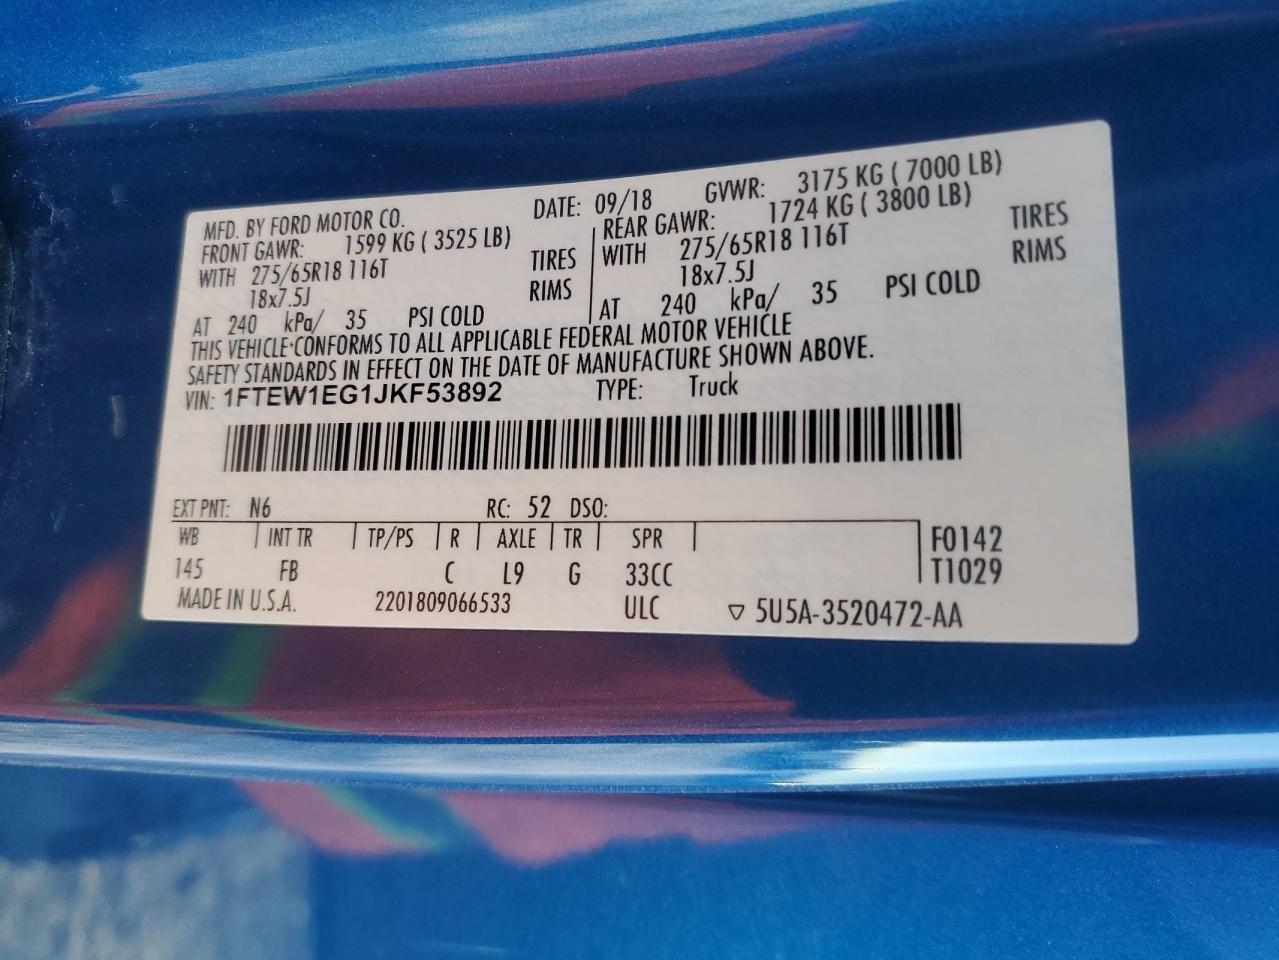 MFD. BY FORD MOTOR CO. DATE: 09/18 GVWR: 3175 KG ( 7000 LB)
FRONT GAWR: 1599 KG ( 3525 LB) REAR GAWR: 1724 KG ( 3800 LB)
WITH 275/65R18 116T TIRES WITH 275/65R18 116T TIRES
18x7.5J RIMS 18x7.5J RIMS
AT 240 kPa/ 35 PSI COLD AT 240 kPa/ 35 PSI COLD
THIS VEHICLE CONFORMS TO ALL APPLICABLE FEDERAL MOTOR VEHICLE
SAFETY STANDARDS IN EFFECT ON THE DATE OF MANUFACTURE SHOWN ABOVE.
VIN: 1FTEW1EG1JKF53892 TYPE: Truck
EXT PNT: N6 RC: 52 DSO:
WB INT TR TP/PS R AXLE TR SPR F0142
145 FB C L9 G 33CC T1029
MADE IN U.S.A. 2201809066533 ULC ▽ 5U5A-3520472-AA